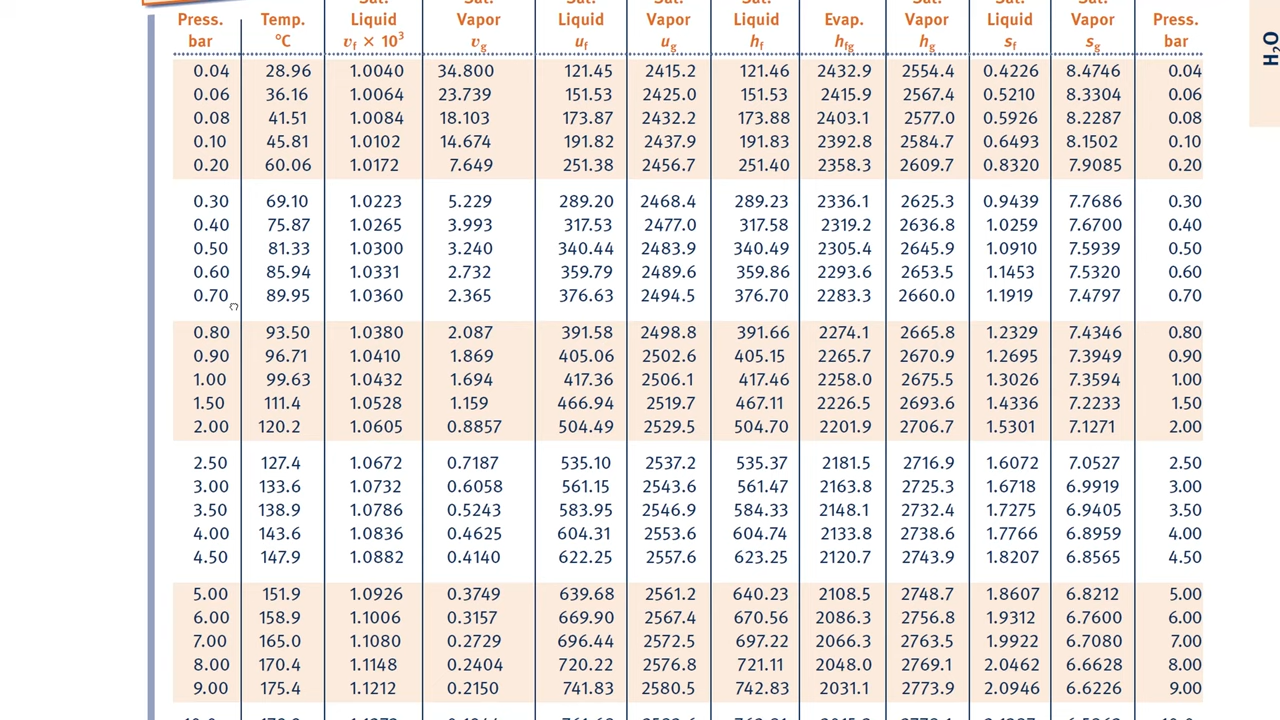 Press. Temp. Liquid Vapor Liquid Vapor Liquid Evap. Vapor Liquid Vapor Press.
bar °C vf × 10³ vg uf ug hf hfg hg sf sg bar
0.04 28.96 1.0040 34.800 121.45 2415.2 121.46 2432.9 2554.4 0.4226 8.4746 0.04
0.06 36.16 1.0064 23.739 151.53 2425.0 151.53 2415.9 2567.4 0.5210 8.3304 0.06
0.08 41.51 1.0084 18.103 173.87 2432.2 173.88 2403.1 2577.0 0.5926 8.2287 0.08
0.10 45.81 1.0102 14.674 191.82 2437.9 191.83 2392.8 2584.7 0.6493 8.1502 0.10
0.20 60.06 1.0172 7.649 251.38 2456.7 251.40 2358.3 2609.7 0.8320 7.9085 0.20
0.30 69.10 1.0223 5.229 289.20 2468.4 289.23 2336.1 2625.3 0.9439 7.7686 0.30
0.40 75.87 1.0265 3.993 317.53 2477.0 317.58 2319.2 2636.8 1.0259 7.6700 0.40
0.50 81.33 1.0300 3.240 340.44 2483.9 340.49 2305.4 2645.9 1.0910 7.5939 0.50
0.60 85.94 1.0331 2.732 359.79 2489.6 359.86 2293.6 2653.5 1.1453 7.5320 0.60
0.70 89.95 1.0360 2.365 376.63 2494.5 376.70 2283.3 2660.0 1.1919 7.4797 0.70
0.80 93.50 1.0380 2.087 391.58 2498.8 391.66 2274.1 2665.8 1.2329 7.4346 0.80
0.90 96.71 1.0410 1.869 405.06 2502.6 405.15 2265.7 2670.9 1.2695 7.3949 0.90
1.00 99.63 1.0432 1.694 417.36 2506.1 417.46 2258.0 2675.5 1.3026 7.3594 1.00
1.50 111.4 1.0528 1.159 466.94 2519.7 467.11 2226.5 2693.6 1.4336 7.2233 1.50
2.00 120.2 1.0605 0.8857 504.49 2529.5 504.70 2201.9 2706.7 1.5301 7.1271 2.00
2.50 127.4 1.0672 0.7187 535.10 2537.2 535.37 2181.5 2716.9 1.6072 7.0527 2.50
3.00 133.6 1.0732 0.6058 561.15 2543.6 561.47 2163.8 2725.3 1.6718 6.9919 3.00
3.50 138.9 1.0786 0.5243 583.95 2546.9 584.33 2148.1 2732.4 1.7275 6.9405 3.50
4.00 143.6 1.0836 0.4625 604.31 2553.6 604.74 2133.8 2738.6 1.7766 6.8959 4.00
4.50 147.9 1.0882 0.4140 622.25 2557.6 623.25 2120.7 2743.9 1.8207 6.8565 4.50
5.00 151.9 1.0926 0.3749 639.68 2561.2 640.23 2108.5 2748.7 1.8607 6.8212 5.00
6.00 158.9 1.1006 0.3157 669.90 2567.4 670.56 2086.3 2756.8 1.9312 6.7600 6.00
7.00 165.0 1.1080 0.2729 696.44 2572.5 697.22 2066.3 2763.5 1.9922 6.7080 7.00
8.00 170.4 1.1148 0.2404 720.22 2576.8 721.11 2048.0 2769.1 2.0462 6.6628 8.00
9.00 175.4 1.1212 0.2150 741.83 2580.5 742.83 2031.1 2773.9 2.0946 6.6226 9.00
H₂O